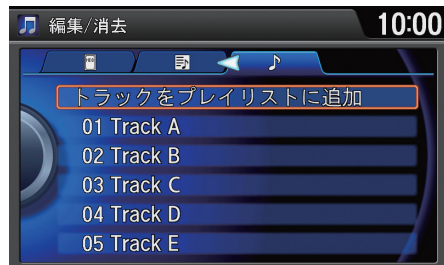 編集/消去
10:00
HDD
トラックをプレイリストに追加
01 Track A
02 Track B
03 Track C
04 Track D
05 Track E